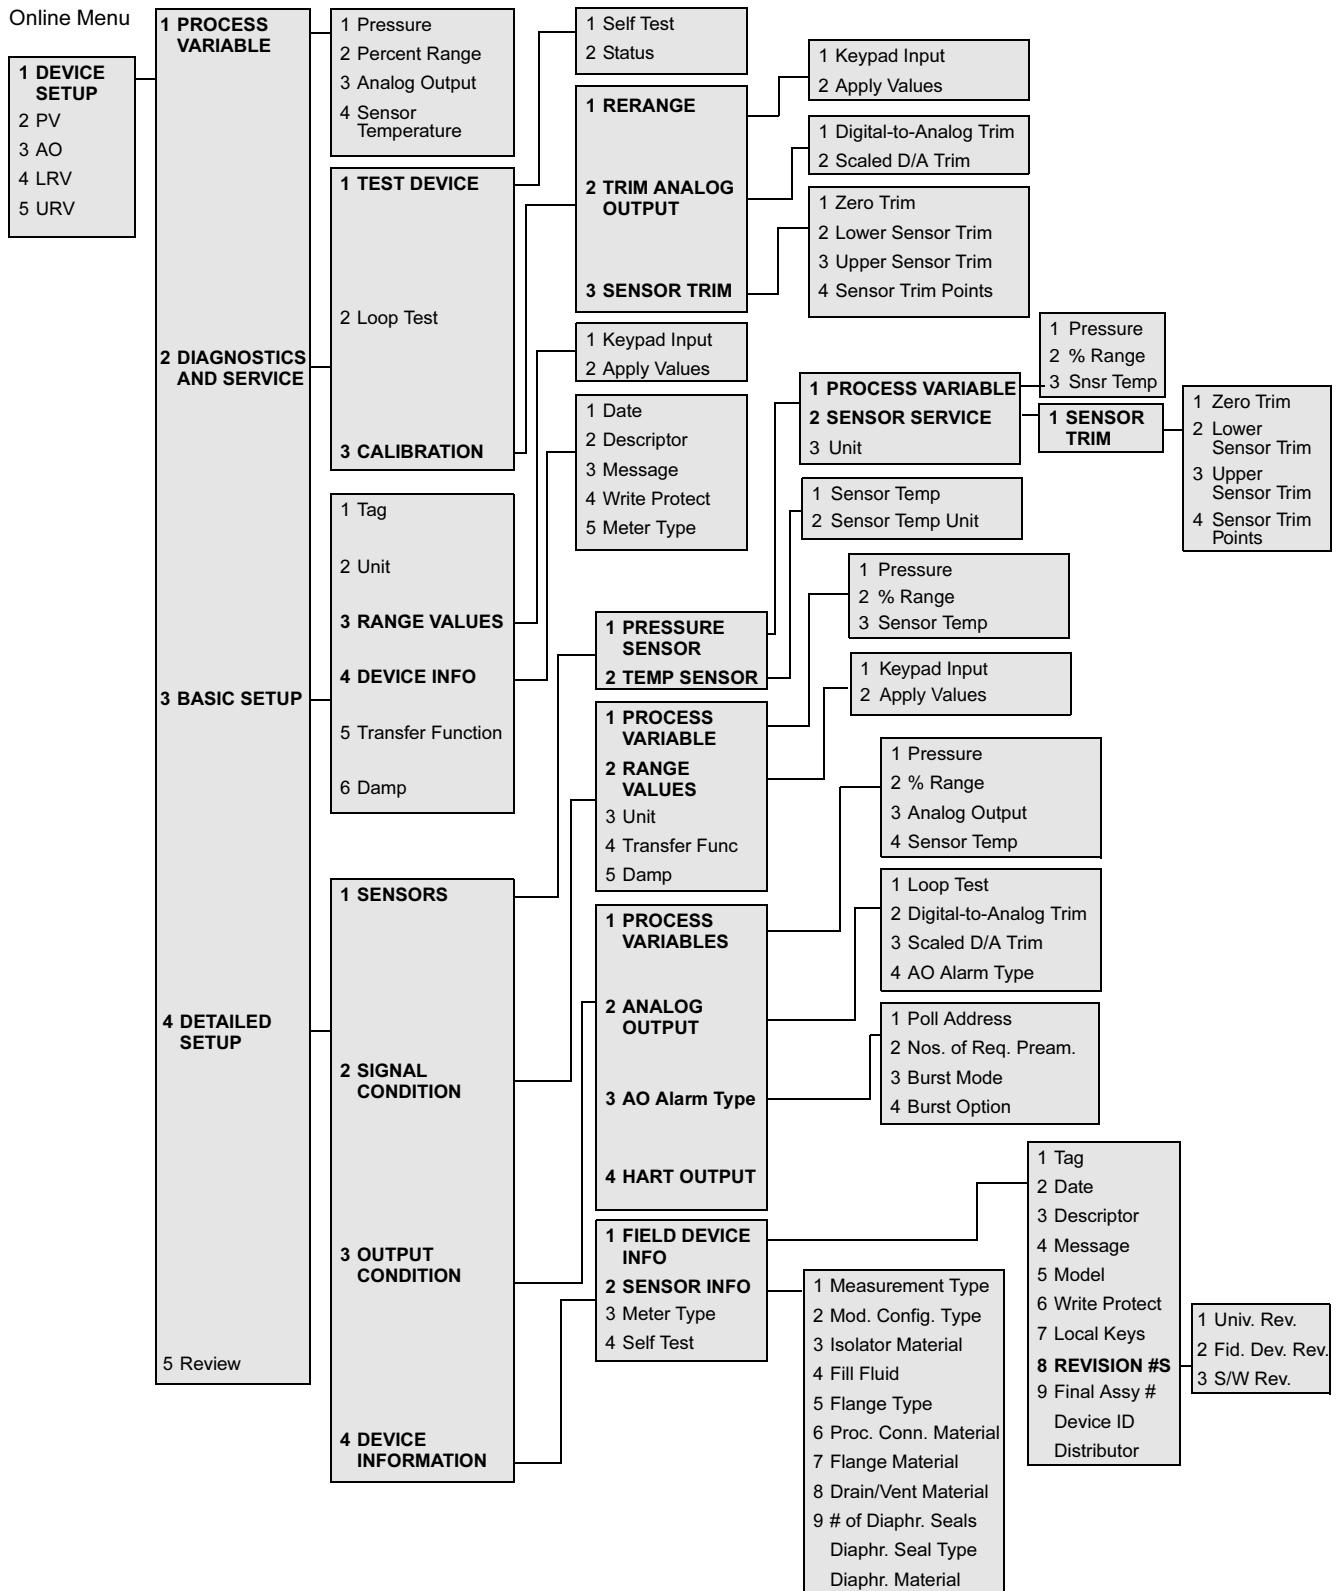 Online Menu
1 DEVICE
SETUP
2 PV
3 AO
4 LRV
5 URV
1 PROCESS
VARIABLE
2 DIAGNOSTICS
AND SERVICE
3 BASIC SETUP
4 DETAILED
SETUP
5 Review
1 Pressure
2 Percent Range
3 Analog Output
4 Sensor
Temperature
1 TEST DEVICE
2 Loop Test
3 CALIBRATION
1 Tag
2 Unit
3 RANGE VALUES
4 DEVICE INFO
5 Transfer Function
6 Damp
1 SENSORS
2 SIGNAL
CONDITION
3 OUTPUT
CONDITION
4 DEVICE
INFORMATION
1 Self Test
2 Status
1 RERANGE
2 TRIM ANALOG
OUTPUT
3 SENSOR TRIM
1 Keypad Input
2 Apply Values
1 Date
2 Descriptor
3 Message
4 Write Protect
5 Meter Type
1 PRESSURE
SENSOR
2 TEMP SENSOR
1 PROCESS
VARIABLE
2 RANGE
VALUES
3 Unit
4 Transfer Func
5 Damp
1 PROCESS
VARIABLES
2 ANALOG
OUTPUT
3 AO Alarm Type
4 HART OUTPUT
1 FIELD DEVICE
INFO
2 SENSOR INFO
3 Meter Type
4 Self Test
1 Keypad Input
2 Apply Values
1 Digital-to-Analog Trim
2 Scaled D/A Trim
1 Zero Trim
2 Lower Sensor Trim
3 Upper Sensor Trim
4 Sensor Trim Points
1 PROCESS VARIABLE
2 SENSOR SERVICE
3 Unit
1 Pressure
2 % Range
3 Snsr Temp
1 SENSOR
TRIM
1 Zero Trim
2 Lower
Sensor Trim
3 Upper
Sensor Trim
4 Sensor Trim
Points
1 Sensor Temp
2 Sensor Temp Unit
1 Pressure
2 % Range
3 Sensor Temp
1 Keypad Input
2 Apply Values
1 Pressure
2 % Range
3 Analog Output
4 Sensor Temp
1 Loop Test
2 Digital-to-Analog Trim
3 Scaled D/A Trim
4 AO Alarm Type
1 Poll Address
2 Nos. of Req. Pream.
3 Burst Mode
4 Burst Option
1 Tag
2 Date
3 Descriptor
4 Message
5 Model
6 Write Protect
7 Local Keys
8 REVISION #S
9 Final Assy #
Device ID
Distributor
1 Univ. Rev.
2 Fid. Dev. Rev.
3 S/W Rev.
1 Measurement Type
2 Mod. Config. Type
3 Isolator Material
4 Fill Fluid
5 Flange Type
6 Proc. Conn. Material
7 Flange Material
8 Drain/Vent Material
9 # of Diaphr. Seals
Diaphr. Seal Type
Diaphr. Material